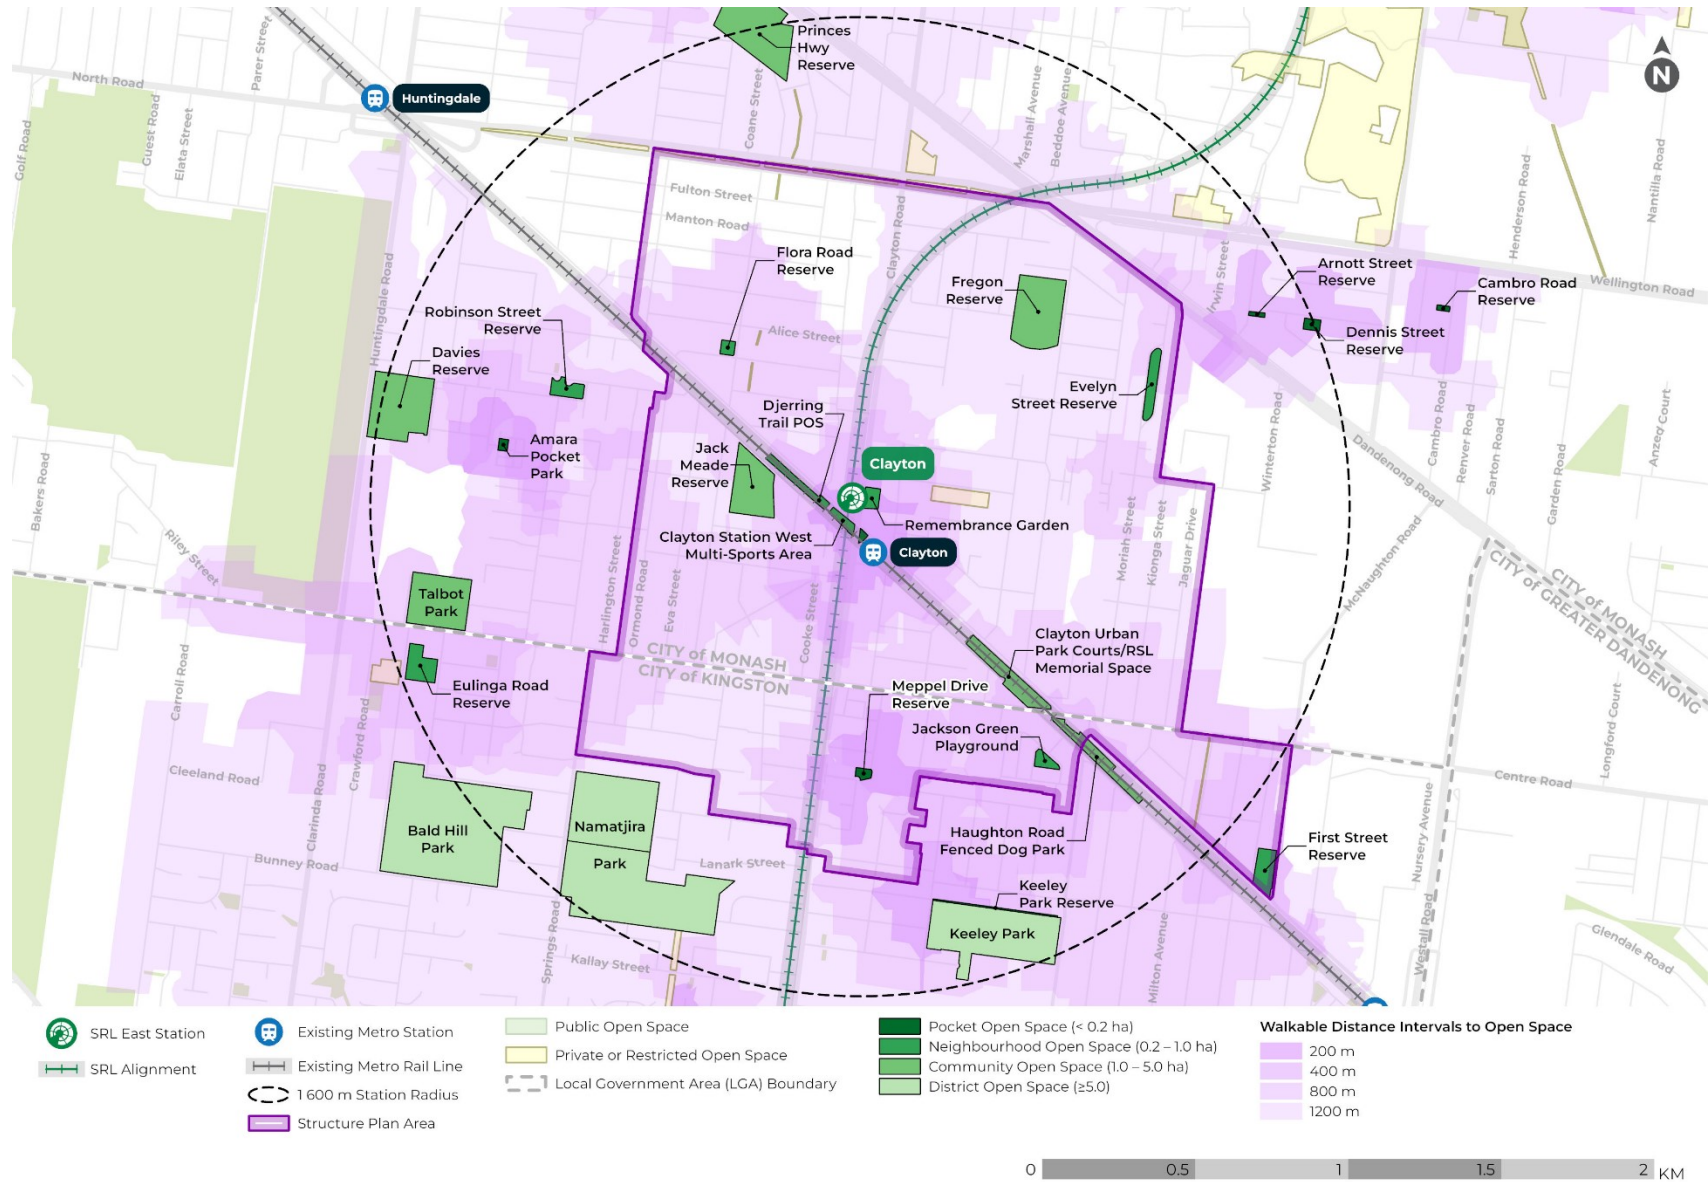 Princes
Hwy
Reserve
N
North Road
Parer Street
Huntingdale
Golf Road
Guest Road
Elata Street
Coane Street
Marshall Avenue
Beddoe Avenue
Henderson Road
Nantilla Road
Fulton Street
Manton Road
Clayton Road
Huntingdale Road
Flora Road
Reserve
Fregon
Reserve
Irwin Street
Arnott Street
Reserve
Cambro Road
Reserve
Wellington Road
Robinson Street
Reserve
Alice Street
Dennis Street
Reserve
Davies
Reserve
Evelyn
Street Reserve
Djerring
Trail POS
Amara
Pocket
Park
Jack
Meade
Reserve
Clayton
Remembrance Garden
Clayton Station West
Multi-Sports Area
Clayton
Winterton Road
Dandenong Road
Cambro Road
Renver Road
Sarton Road
Garden Road
Anzed Court
Bakers Road
Riley Street
Moriah Street
Kionga Street
Jaguar Drive
McNaughton Road
CITY of MONASH
CITY of GREATER DANDENONG
Talbot
Park
Harlington Street
Ormond Road
Eva Street
Cooke Street
Clayton Urban
Park Courts/RSL
Memorial Space
CITY of MONASH
CITY of KINGSTON
Carroll Road
Eulinga Road
Reserve
Meppel Drive
Reserve
Jackson Green
Playground
Longford Court
Cleeland Road
Crawford Road
Clarinda Road
Centre Road
Bald Hill
Park
Namatjira
Park
Haughton Road
Fenced Dog Park
First Street
Reserve
Nursery Avenue
Bunney Road
Lanark Street
Keeley
Park Reserve
Keeley Park
Springs Road
Kallay Street
Milton Avenue
Westall Road
Glendale Road
SRL East Station
SRL Alignment
Existing Metro Station
Existing Metro Rail Line
1 600 m Station Radius
Structure Plan Area
Public Open Space
Private or Restricted Open Space
Local Government Area (LGA) Boundary
Pocket Open Space (< 0.2 ha)
Neighbourhood Open Space (0.2 – 1.0 ha)
Community Open Space (1.0 – 5.0 ha)
District Open Space (≥5.0)
Walkable Distance Intervals to Open Space
200 m
400 m
800 m
1200 m
0 0.5 1 1.5 2 KM